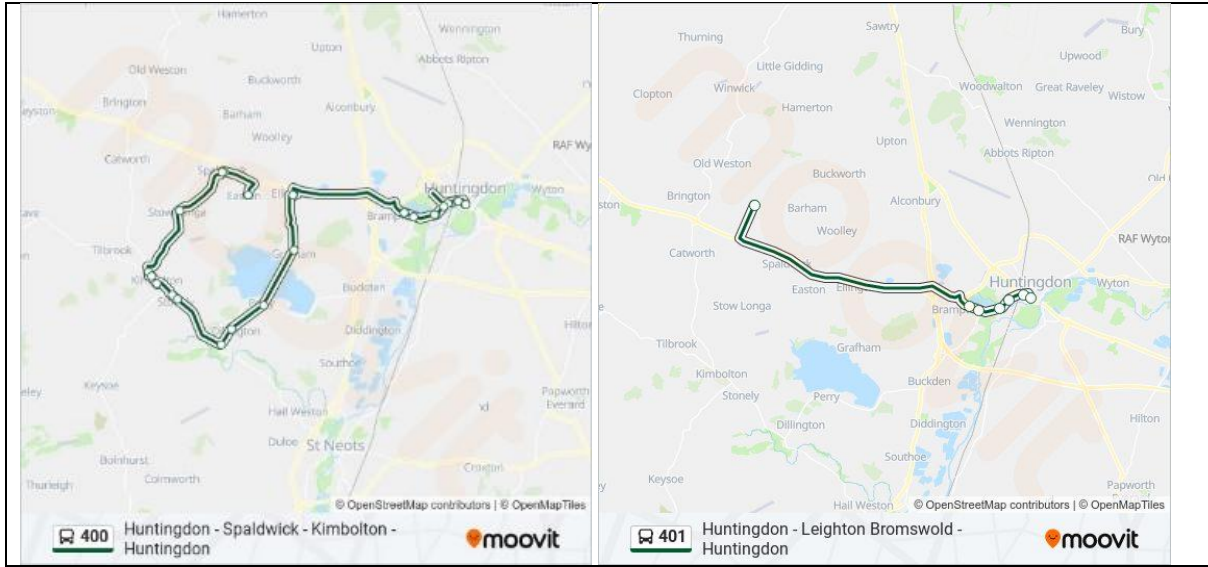 Hamerton
Wennington
Upton
Abbots Ripton
Old Weston
Buckworth
Brington
Alconbury
Barham
Woolley
RAF Wy
Catworth
Huntingdon
Wyton
Tilbrook
Grafham
Buckden
Diddington
Hilto
Southoe
Keysoe
Papworth
Everard
Hail Weston
Duloe
St Neots
Bolnhurst
Colmworth
Croxton
Thurleigh
© OpenStreetMap contributors | © OpenMapTiles
400 Huntingdon - Spaldwick - Kimbolton -
Huntingdon
moovit
Sawtry
Bury
Thurning
Upwood
Little Gidding
Clopton
Winwick
Woodwalton
Great Raveley
Wistow
Hamerton
Wennington
Upton
Abbots Ripton
Old Weston
Buckworth
Brington
Alconbury
Barham
Woolley
ston
Catworth
RAF Wyton
Huntingdon
Easton
Wyton
Stow Longa
Tilbrook
Grafham
Kimbolton
Buckden
Stonely
Perry
Dillington
Diddington
Hilton
Southoe
Keysoe
Papworth
Hail Weston
© OpenStreetMap contributors | © OpenMapTiles
401 Huntingdon - Leighton Bromswold -
Huntingdon
moovit